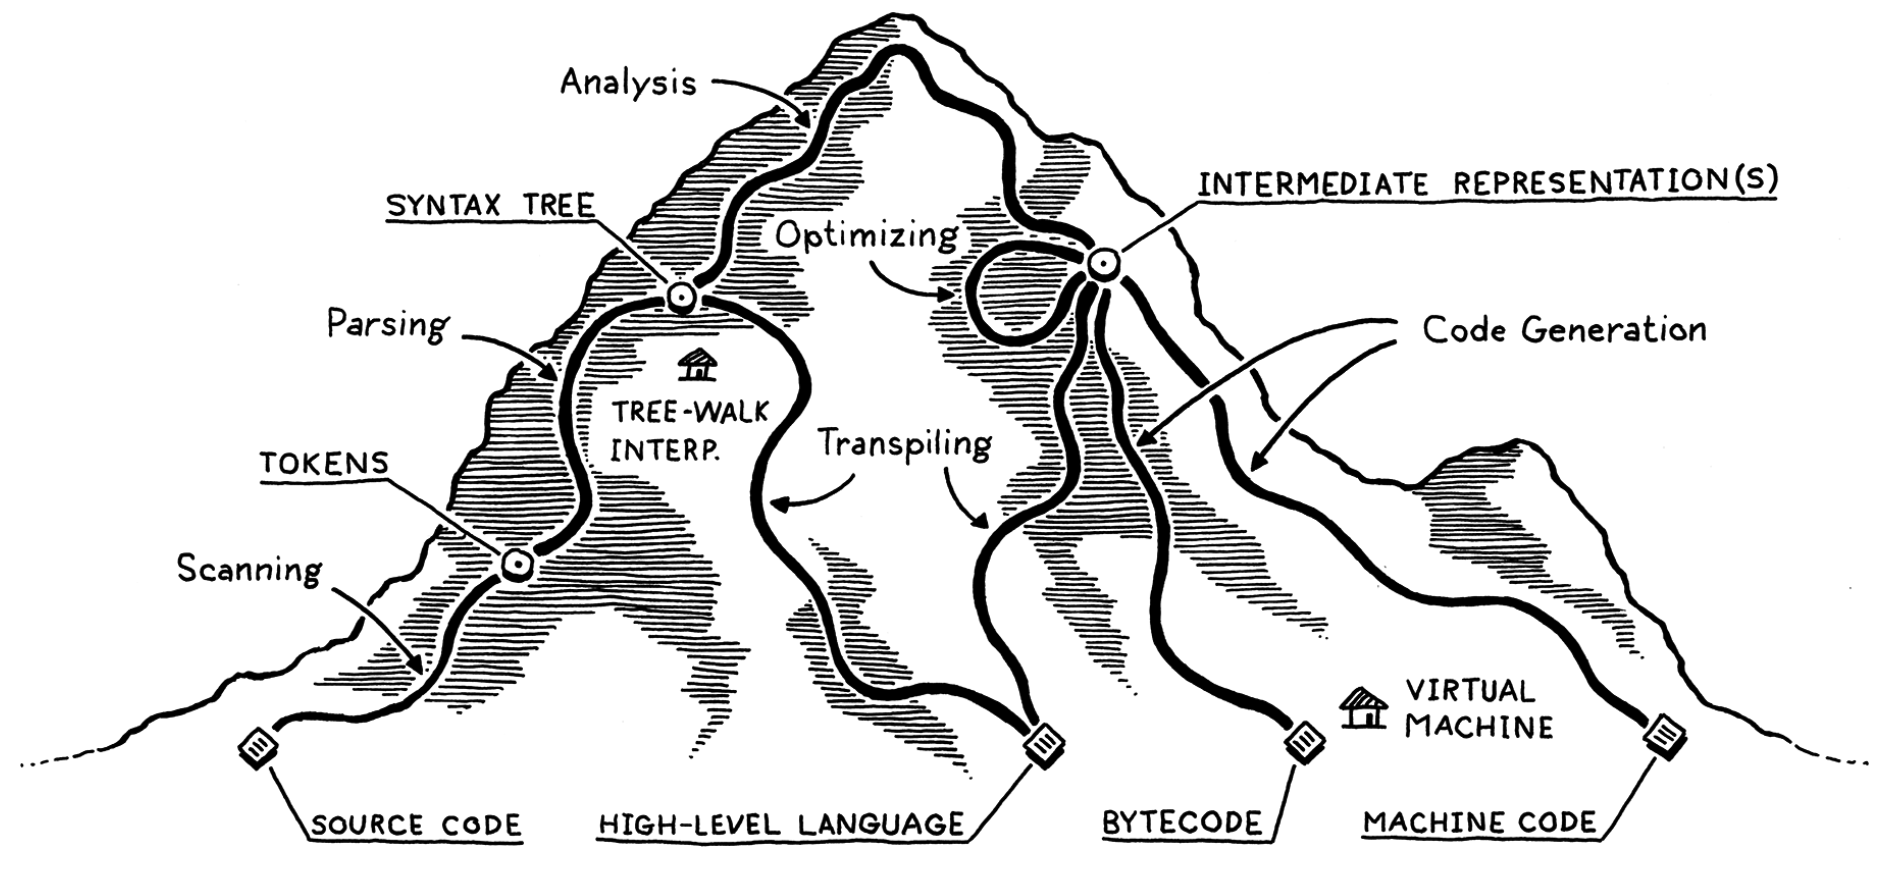 Analysis
INTERMEDIATE REPRESENTATION(S)
SYNTAX TREE
Optimizing
Parsing
Code Generation
TREE-WALK
INTERP.
Transpiling
TOKENS
Scanning
VIRTUAL
MACHINE
SOURCE CODE
HIGH-LEVEL LANGUAGE
BYTECODE
MACHINE CODE